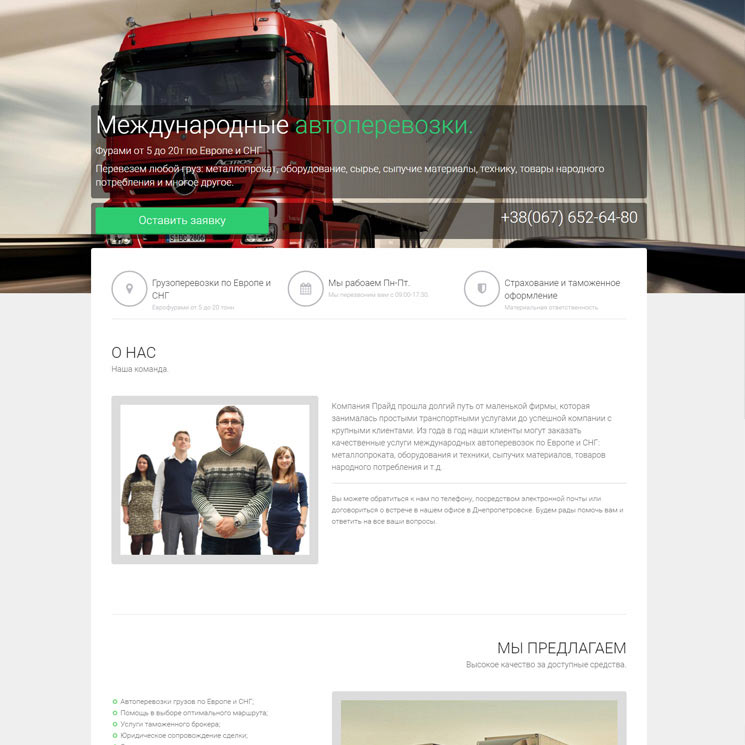 Международные автоперевозки.
Фурами от 5 до 20т по Европе и СНГ
Перевезем любой груз: металлопрокат, оборудование, сырье, сыпучие материалы, технику, товары народного
потребления и многое другое.
ACTROS
Оставить заявку
+38(067) 652-64-80
Грузоперевозки по Европе и
СНГ
Еврофурами от 5 до 20 тонн
Мы рабоаем Пн-Пт.
Мы перезвоним вам с 09.00-17.30
Страхование и таможенное
оформление
Материальная ответственность.
О НАС
Наша команда.
Компания Прайд прошла долгий путь от маленькой фирмы, которая
занималась простыми транспортными услугами до успешной компании с
крупными клиентами. Из года в год наши клиенты могут заказать
качественные услуги международных автоперевозок по Европе и СНГ:
металлопроката, оборудования и техники, сыпучих материалов, товаров
народного потребления и т.д.
Вы можете обратиться к нам по телефону, посредством электронной почты или
договориться о встрече в нашем офисе в Днепропетровске. Будем рады помочь вам и
ответить на все ваши вопросы.
МЫ ПРЕДЛАГАЕМ
Высокое качество за доступные средства.
Автоперевозки грузов по Европе и СНГ;
Помощь в выборе оптимального маршрута;
Услуги таможенного брокера;
Юридическое сопровождение сделки;